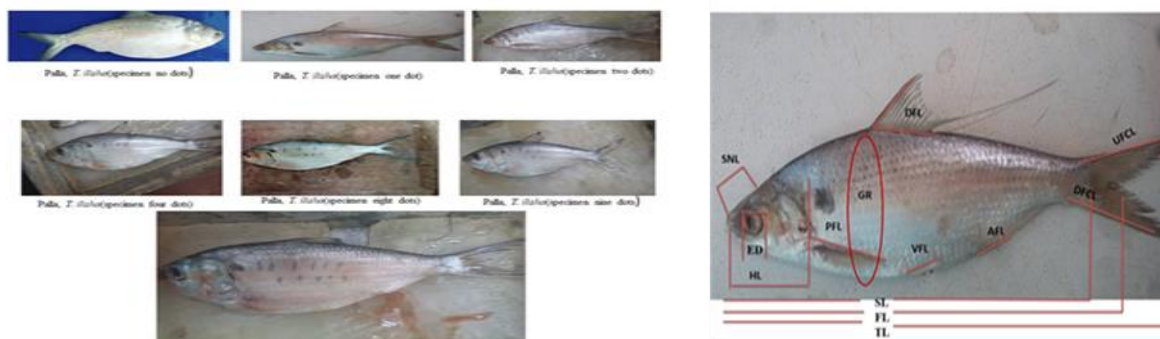 Palla, T. ilisha(specimen no dots)
Palla, T. ilisha(specimen one dot)
Palla, T. ilisha(specimen two dots)
Palla, T. ilisha(specimen four dots)
Palla, T. ilisha(specimen eight dots)
Palla, T. ilisha(specimen nine dots)
DFL
UFCL
SNL
DFCL
GR
PFL
AFL
ED
VFL
HL
SL
FL
TL